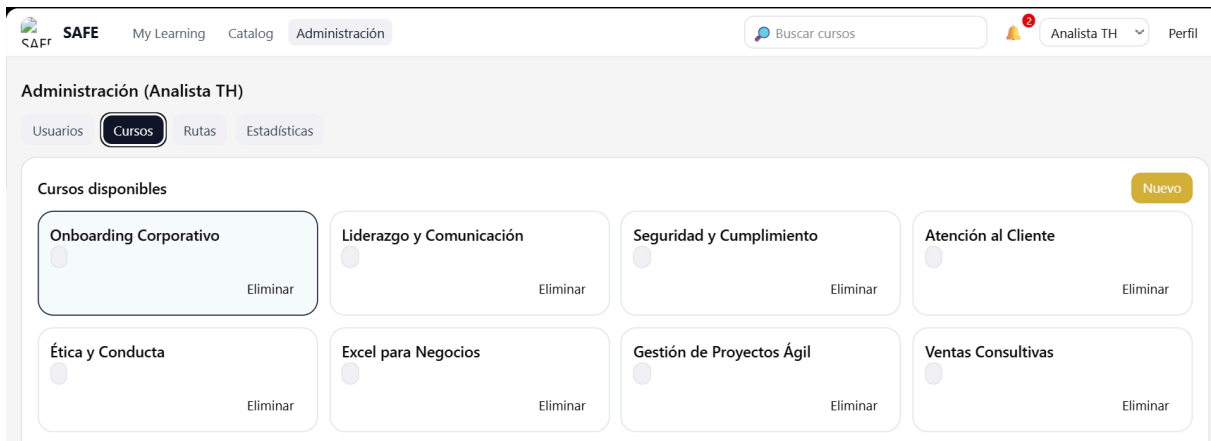 SAFE SAFE My Learning Catalog Administración Buscar cursos 2 Analista TH Perfil
Administración (Analista TH)
Usuarios Cursos Rutas Estadísticas
Cursos disponibles Nuevo
Onboarding Corporativo Liderazgo y Comunicación Seguridad y Cumplimiento Atención al Cliente
Eliminar Eliminar Eliminar Eliminar
Ética y Conducta Excel para Negocios Gestión de Proyectos Ágil Ventas Consultivas
Eliminar Eliminar Eliminar Eliminar